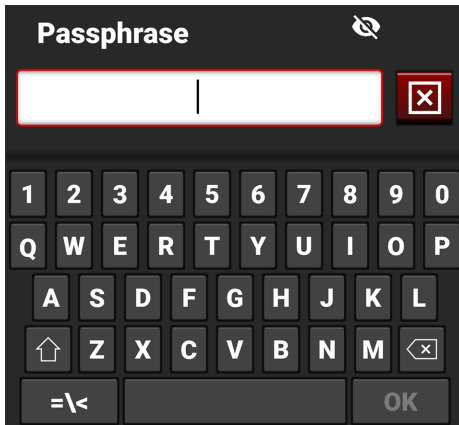 Passphrase
1 2 3 4 5 6 7 8 9 0
Q W E R T Y U I O P
A S D F G H J K L
Z X C V B N M
=\< OK